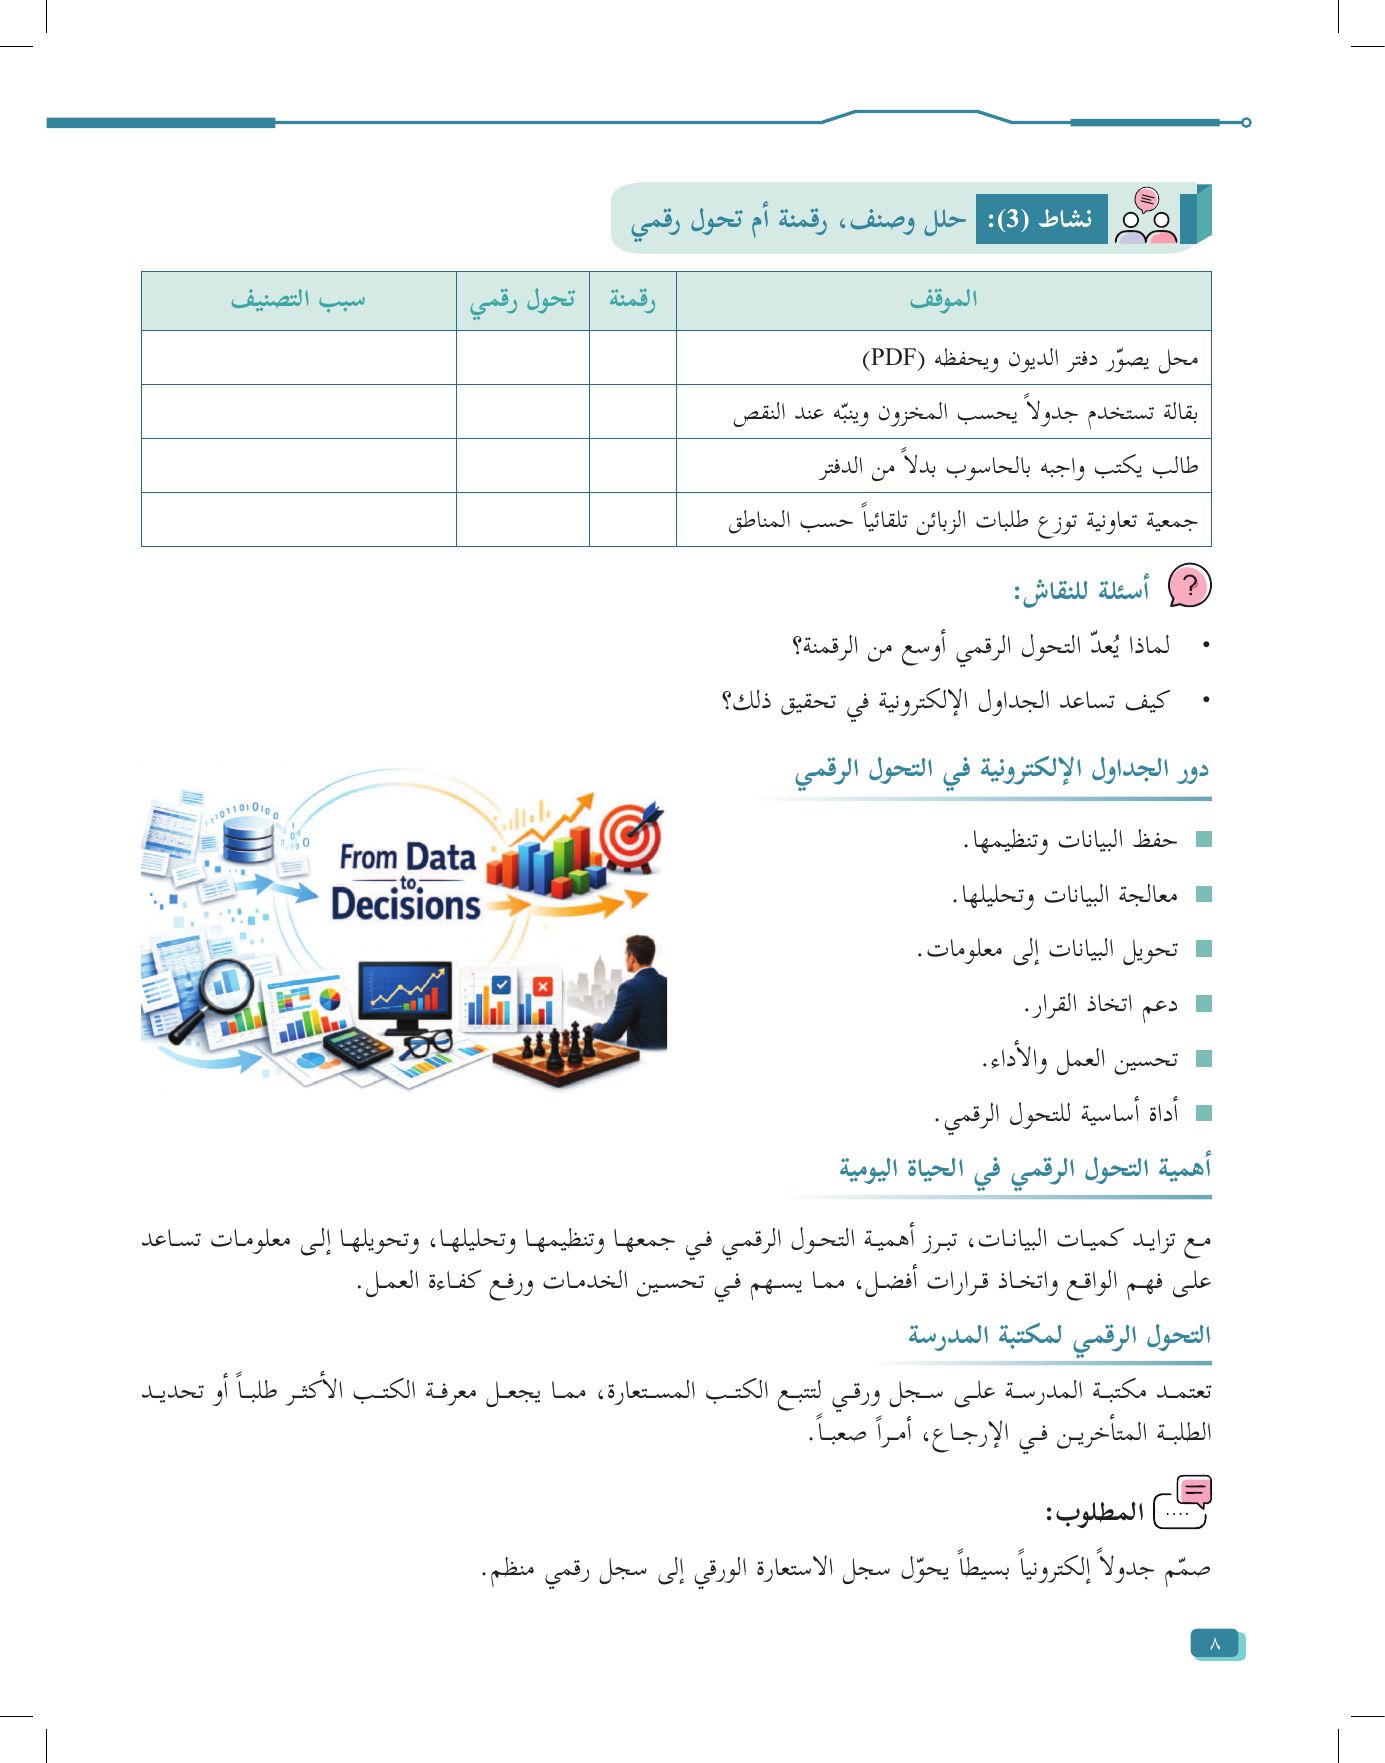 نشاط (3): حلل وصنف، رقمنة أم تحول رقمي
الموقف رقمنة تحول رقمي سبب التصنيف
محل يصوّر دفتر الديون ويحفظه (PDF)
بقالة تستخدم جدولاً يحسب المخزون وينبّه عند النقص
طالب يكتب واجبه بالحاسوب بدلاً من الدفتر
جمعية تعاونية توزع طلبات الزبائن تلقائياً حسب المناطق
أسئلة للنقاش:
• لماذا يُعدّ التحول الرقمي أوسع من الرقمنة؟
• كيف تساعد الجداول الإلكترونية في تحقيق ذلك؟
دور الجداول الإلكترونية في التحول الرقمي
حفظ البيانات وتنظيمها.
معالجة البيانات وتحليلها.
تحويل البيانات إلى معلومات.
دعم اتخاذ القرار.
تحسين العمل والأداء.
أداة أساسية للتحول الرقمي.
From Data
to
Decisions
أهمية التحول الرقمي في الحياة اليومية
مع تزايد كميات البيانات، تبرز أهمية التحول الرقمي في جمعها وتنظيمها وتحليلها، وتحويلها إلى معلومات تساعد
على فهم الواقع واتخاذ قرارات أفضل، مما يسهم في تحسين الخدمات ورفع كفاءة العمل.
التحول الرقمي لمكتبة المدرسة
تعتمد مكتبة المدرسة على سجل ورقي لتتبع الكتب المستعارة، مما يجعل معرفة الكتب الأكثر طلباً أو تحديد
الطلبة المتأخرين في الإرجاع، أمراً صعباً.
المطلوب:
صمّم جدولاً إلكترونياً بسيطاً يحوّل سجل الاستعارة الورقي إلى سجل رقمي منظم.
٨